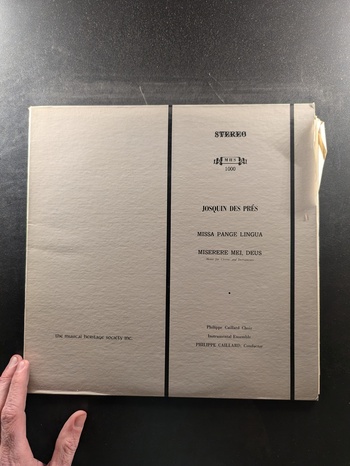 STEREO
MHS
1000
JOSQUIN DES PRÉS
MISSA PANGE LINGUA
MISERERE MEI, DEUS
Philippe Caillard Choir
Instrumental Ensemble
PHILIPPE CAILLARD, Conductor
the musical heritage society inc.